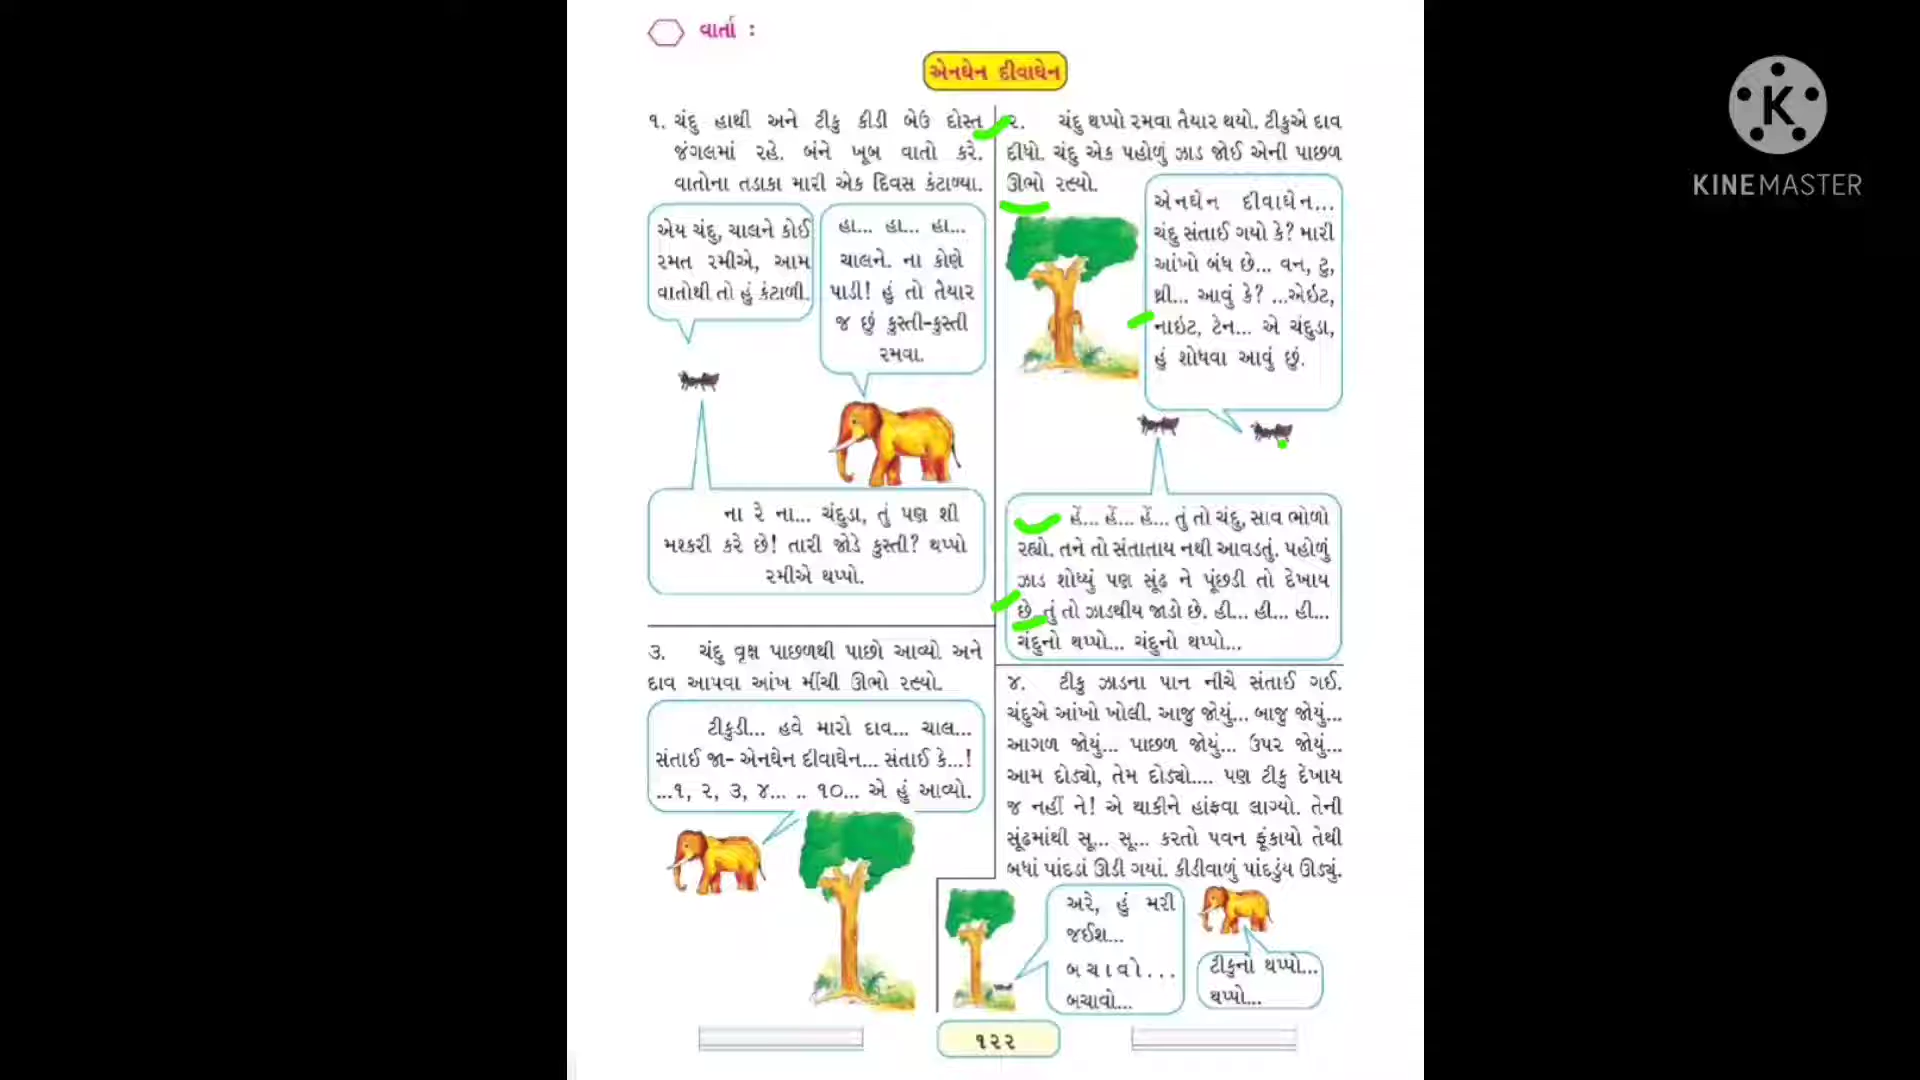 વાર્તા :
એનઘેન દીવાઘેન
૧. ચંદુ હાથી અને ટીકુ કીડી બેઉ દોસ્ત
જંગલમાં રહે. બંને ખૂબ વાતો કરે.
વાતોના તડાકા મારી એક દિવસ કંટાળ્યા.
એય ચંદુ, ચાલને કોઈ
રમત રમીએ, આમ
વાતોથી તો હું કંટાળી.
હા... હા... હા...
ચાલને. ના કોણે
પાડી! હું તો તૈયાર
જ છું કુસ્તી-કુસ્તી
રમવા.
ના રે ના... ચંદુડા, તું પણ શી
મશ્કરી કરે છે! તારી જોડે કુસ્તી? થપ્પો
રમીએ થપ્પો.
૨. ચંદુ થપ્પો રમવા તૈયાર થયો. ટીકુએ દાવ
દીધો. ચંદુ એક પહોળું ઝાડ જોઈ એની પાછળ
ઊભો રહ્યો.
એનઘેન દીવાઘેન...
ચંદુ સંતાઈ ગયો કે? મારી
આંખો બંધ છે... વન, ટુ,
થ્રી... આવું કે? ...એઇટ,
નાઇટ, ટેન... એ ચંદુડા,
હું શોધવા આવું છું.
હેં... હેં... હેં... તું તો ચંદુ, સાવ ભોળો
રહ્યો. તને તો સંતાતાય નથી આવડતું. પહોળું
ઝાડ શોધ્યું પણ સૂંઢ ને પૂંછડી તો દેખાય
છે. તું તો ઝાડથીય જાડો છે. હી... હી... હી...
ચંદુનો થપ્પો... ચંદુનો થપ્પો...
૩. ચંદુ વૃક્ષ પાછળથી પાછો આવ્યો અને
દાવ આપવા આંખ મીંચી ઊભો રહ્યો.
ટીકુડી... હવે મારો દાવ... ચાલ...
સંતાઈ જા- એનઘેન દીવાઘેન... સંતાઈ કે...!
...૧, ૨, ૩, ૪... .. ૧૦... એ હું આવ્યો.
૪. ટીકુ ઝાડના પાન નીચે સંતાઈ ગઈ.
ચંદુએ આંખો ખોલી. આજુ જોયું... બાજુ જોયું...
આગળ જોયું... પાછળ જોયું... ઉપર જોયું...
આમ દોડ્યો, તેમ દોડ્યો.... પણ ટીકુ દેખાય
જ નહીં ને! એ થાકીને હાંફવા લાગ્યો. તેની
સૂંઢમાંથી સૂ... સૂ... કરતો પવન ફૂંકાયો તેથી
બધાં પાંદડાં ઊડી ગયાં. કીડીવાળું પાંદડુંય ઊડ્યું.
અરે, હું મરી
જઈશ...
બચાવો...
બચાવો...
ટીકુનો થપ્પો...
થપ્પો...
૧૨૨
K
KINEMASTER